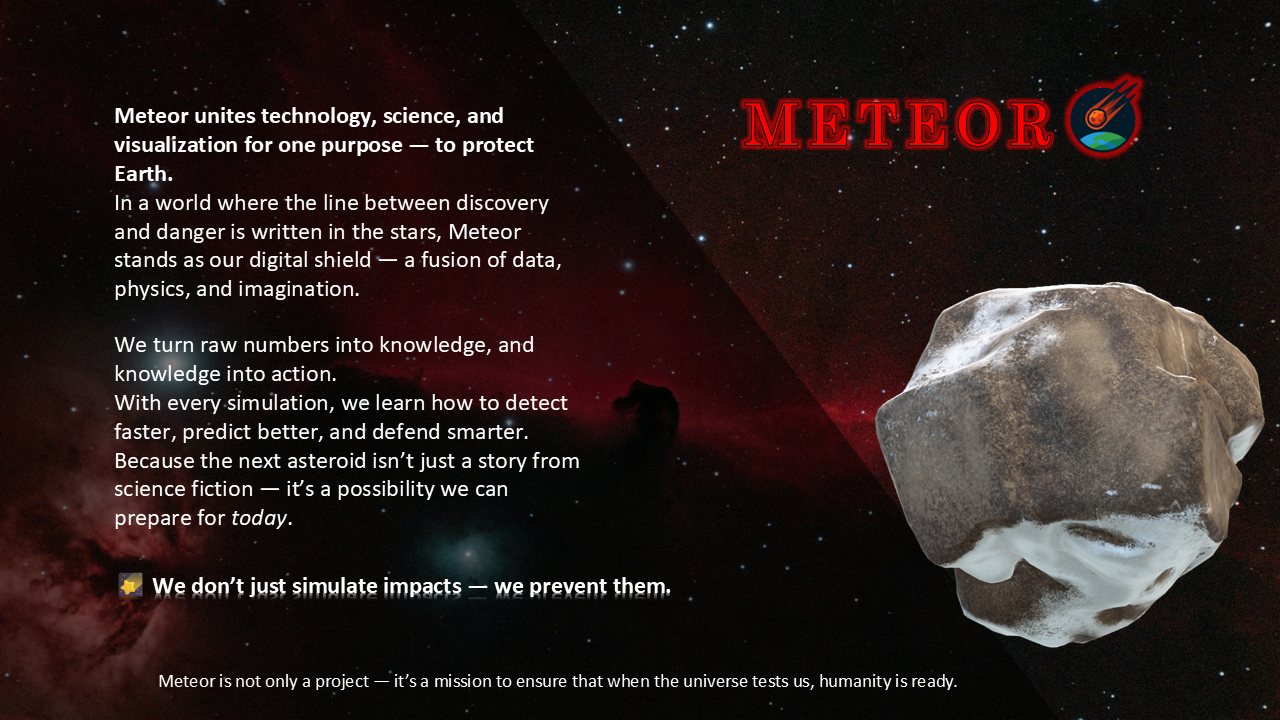 METEOR
Meteor unites technology, science, and
visualization for one purpose — to protect
Earth.
In a world where the line between discovery
and danger is written in the stars, Meteor
stands as our digital shield — a fusion of data,
physics, and imagination.
We turn raw numbers into knowledge, and
knowledge into action.
With every simulation, we learn how to detect
faster, predict better, and defend smarter.
Because the next asteroid isn’t just a story from
science fiction — it’s a possibility we can
prepare for today.
We don’t just simulate impacts — we prevent them.
Meteor is not only a project — it’s a mission to ensure that when the universe tests us, humanity is ready.